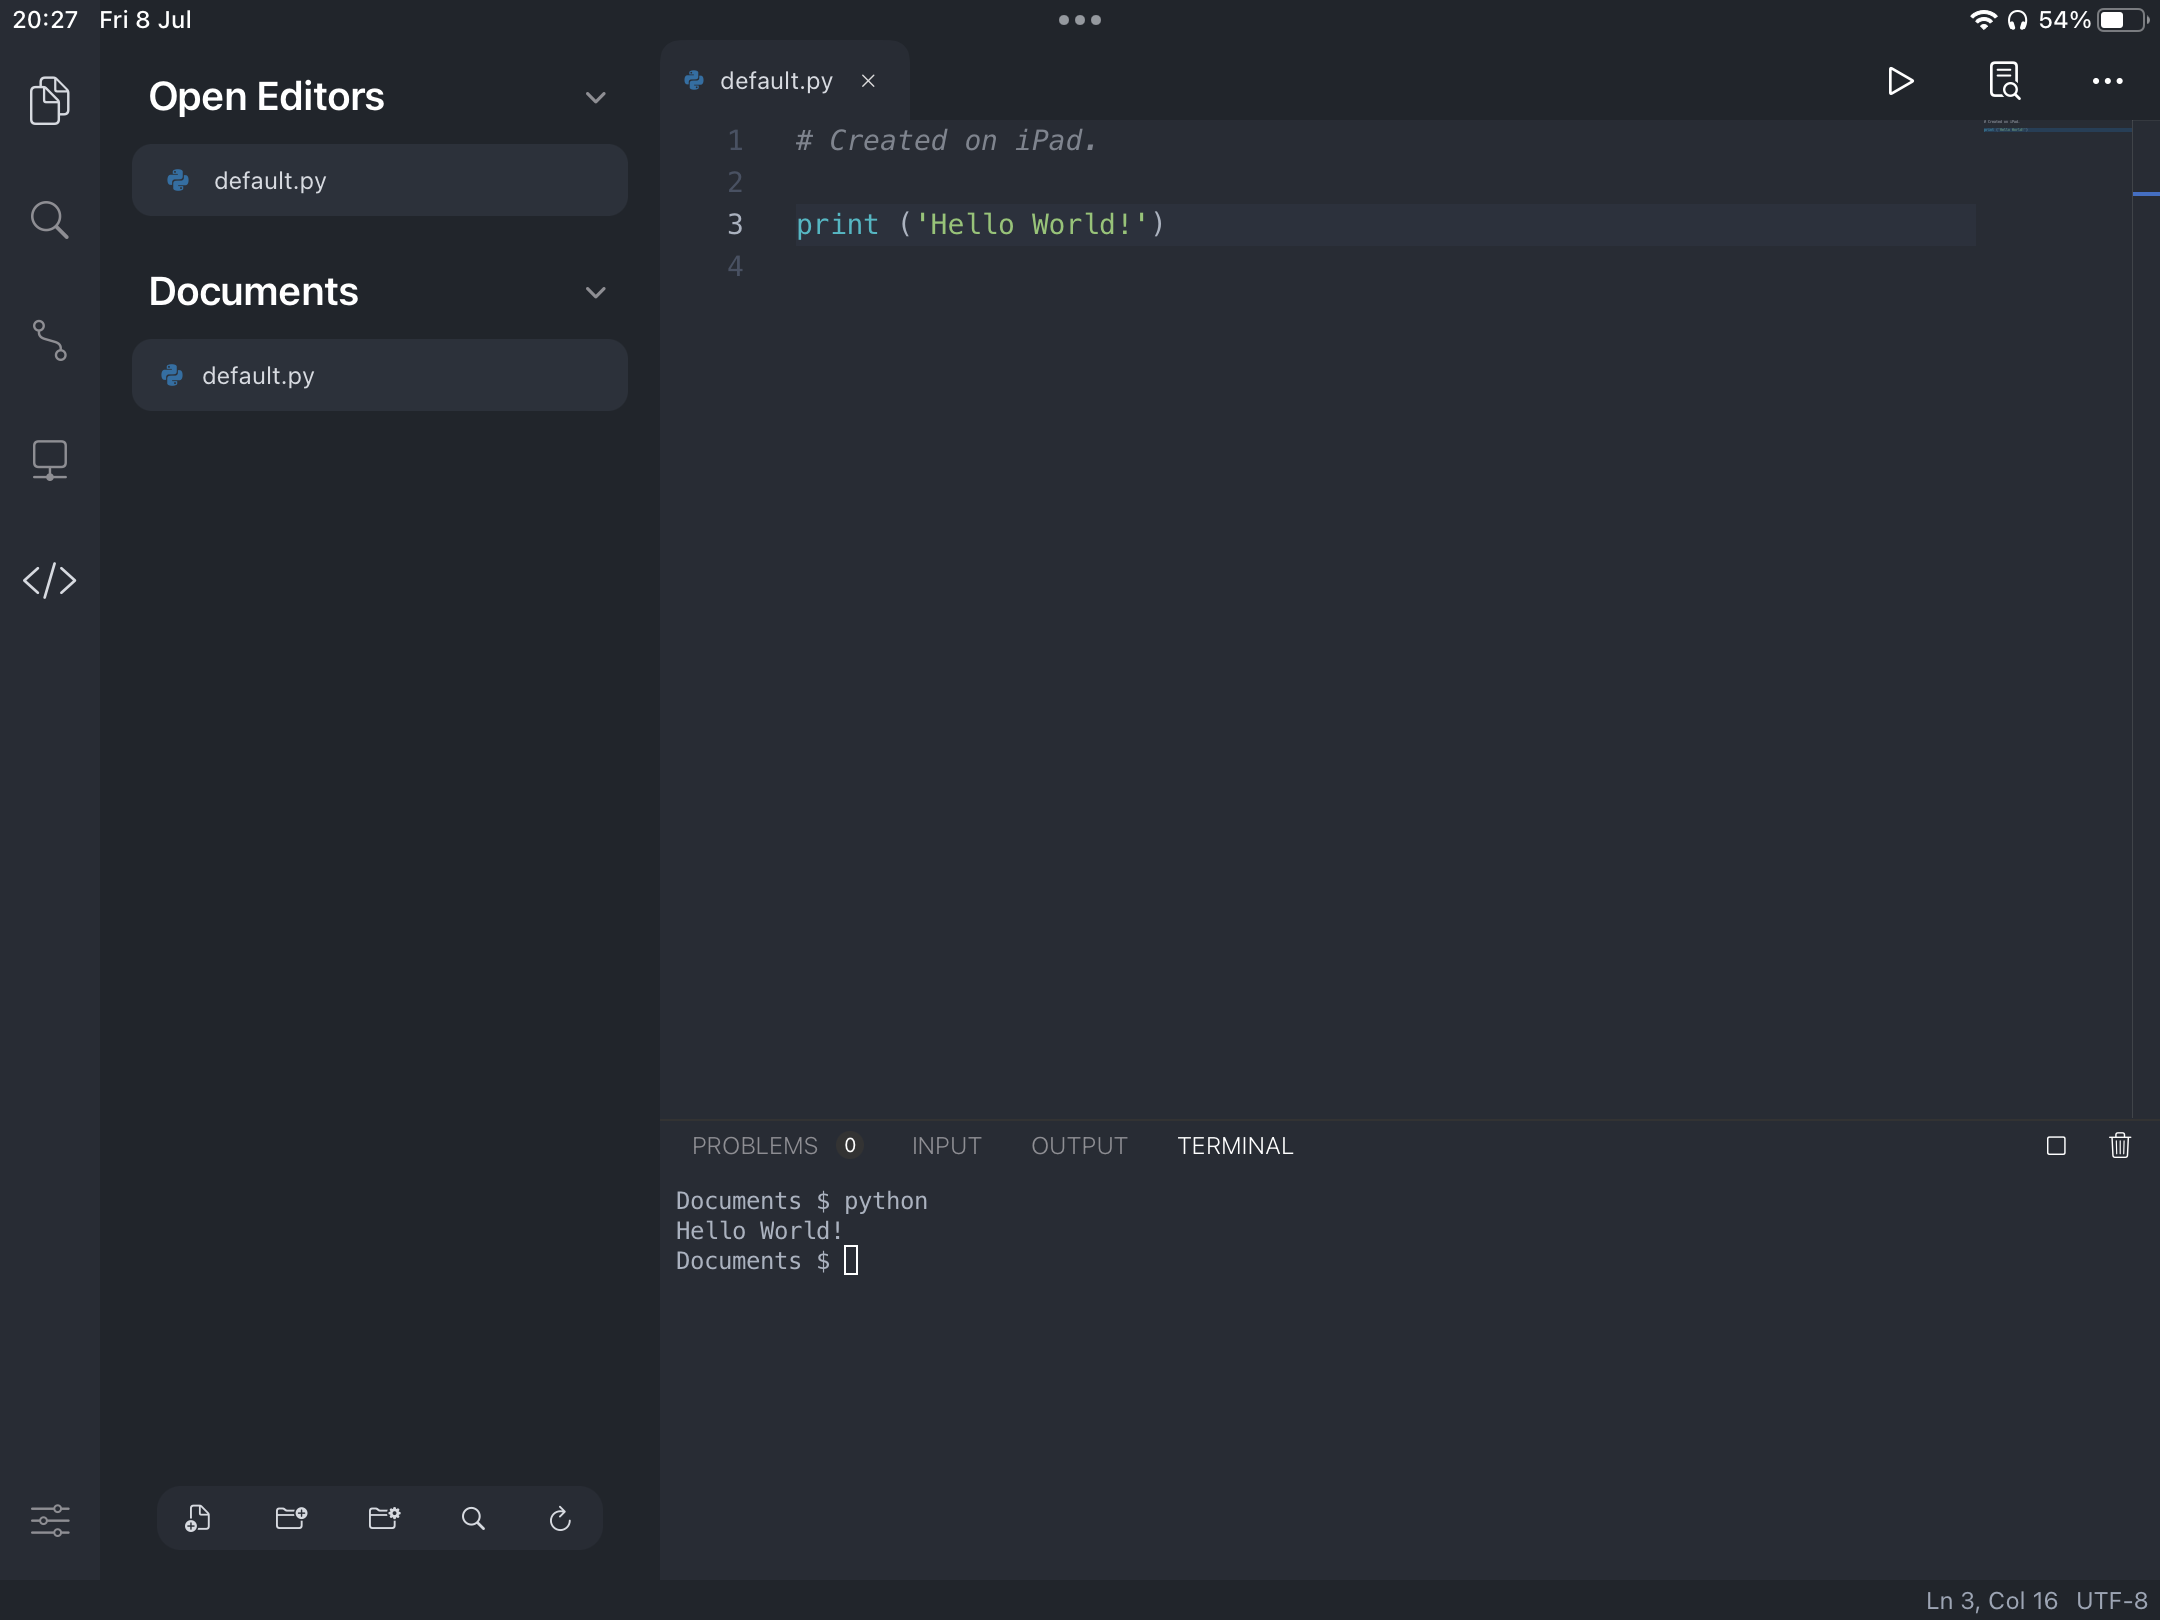 20:27 Fri 8 Jul
54%
Open Editors
default.py
Documents
default.py
default.py
1 # Created on iPad.
2
3 print ('Hello World!')
4
PROBLEMS 0 INPUT OUTPUT TERMINAL
Documents $ python
Hello World!
Documents $
Ln 3, Col 16 UTF-8